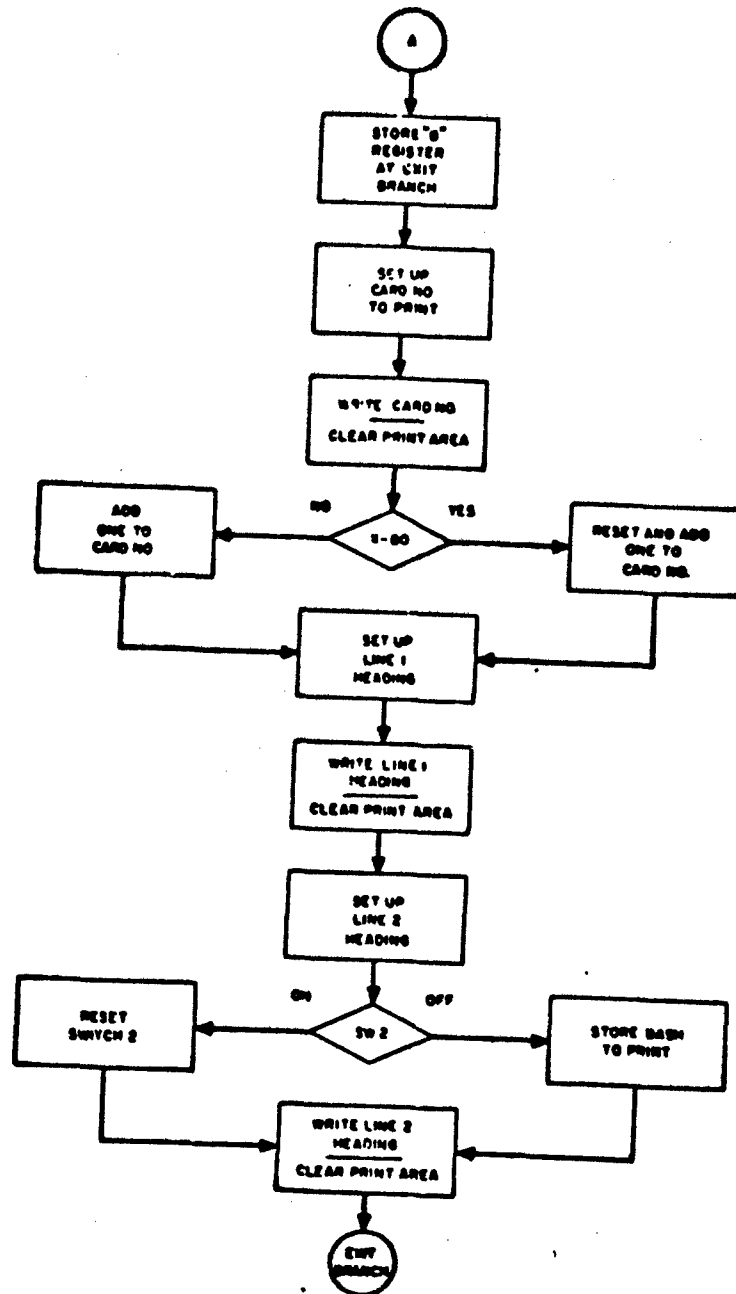 A
STORE "B"
REGISTER
AT EXIT
BRANCH
SET UP
CARD NO
TO PRINT
WRITE CARD NO
CLEAR PRINT AREA
NO
YES
ADD
ONE TO
CARD NO
RESET AND ADD
ONE TO
CARD NO.
SET UP
LINE 1
HEADING
WRITE LINE 1
HEADING
CLEAR PRINT AREA
SET UP
LINE 2
HEADING
ON
OFF
RESET
SWITCH 2
SW 2
STORE DASH
TO PRINT
WRITE LINE 2
HEADING
CLEAR PRINT AREA
EXIT
BRANCH